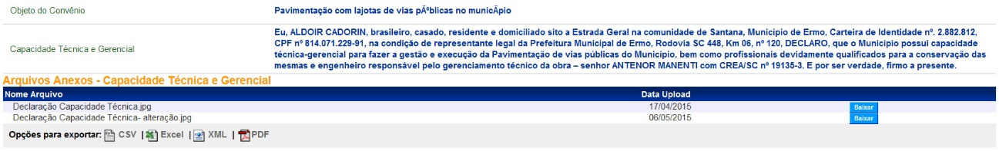 Objeto do Convênio Pavimentação com lajotas de vias pÃºblicas no municÃpio
Capacidade Técnica e Gerencial
Eu, ALDOIR CADORIN, brasileiro, casado, residente e domiciliado sito a Estrada Geral na comunidade de Santana, Município de Ermo, Carteira de Identidade nº. 2.882.812,
CPF nº 814.071.229-91, na condição de representante legal da Prefeitura Municipal de Ermo, Rodovia SC 448, Km 06, nº 120, DECLARO, que o Municipio possui capacidade
técnica-gerencial para fazer a gestão e execução da Pavimentação de vias públicas do Município, bem como profissionais devidamente qualificados para a conservação das
mesmas e engenheiro responsável pelo gerenciamento técnico da obra – senhor ANTENOR MANENTI com CREA/SC nº 19135-3. E por ser verdade, firmo a presente.
Arquivos Anexos - Capacidade Técnica e Gerencial
Nome Arquivo Data Upload
Declaração Capacidade Técnica.jpg 17/04/2015 Baixar
Declaração Capacidade Técnica- alteração.jpg 06/05/2015 Baixar
Opções para exportar: CSV | Excel | XML | PDF